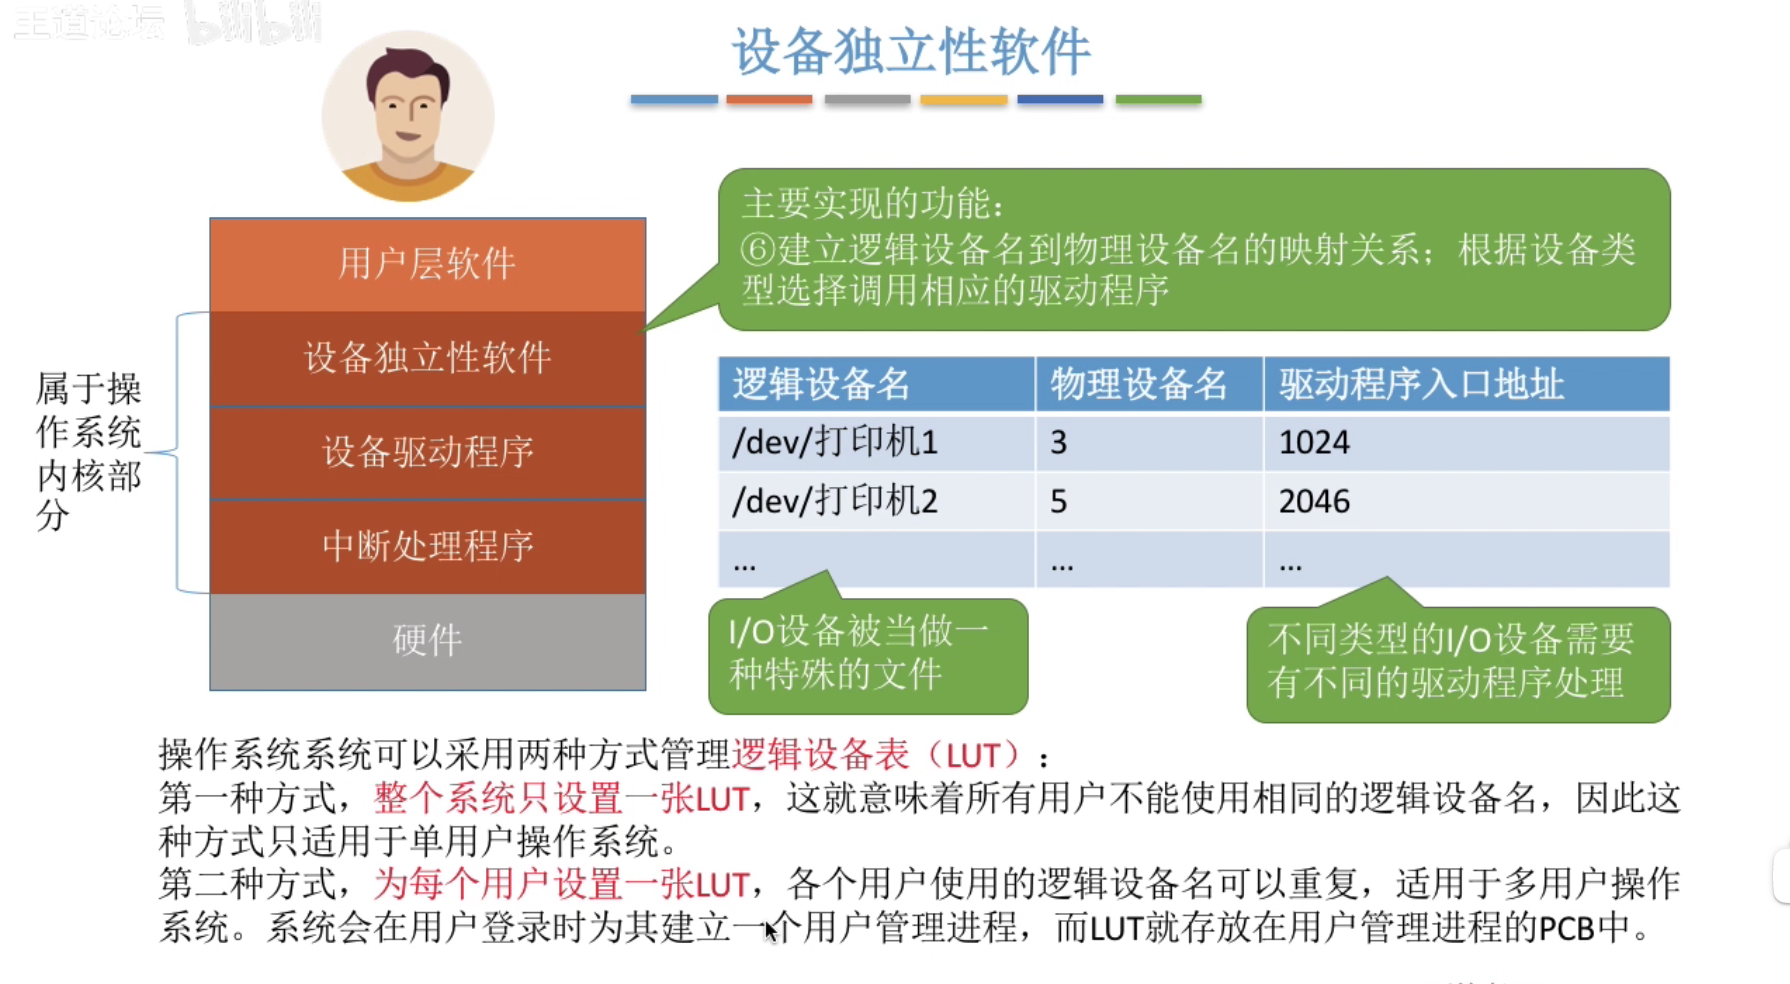 王道论坛 bilibili
设备独立性软件
主要实现的功能：
⑥建立逻辑设备名到物理设备名的映射关系；根据设备类
型选择调用相应的驱动程序
用户层软件
设备独立性软件
设备驱动程序
中断处理程序
硬件
属于操
作系统
内核部
分
逻辑设备名 物理设备名 驱动程序入口地址
/dev/打印机1 3 1024
/dev/打印机2 5 2046
... ... ...
I/O设备被当做一
种特殊的文件
不同类型的I/O设备需要
有不同的驱动程序处理
操作系统系统可以采用两种方式管理逻辑设备表（LUT）：
第一种方式，整个系统只设置一张LUT，这就意味着所有用户不能使用相同的逻辑设备名，因此这
种方式只适用于单用户操作系统。
第二种方式，为每个用户设置一张LUT，各个用户使用的逻辑设备名可以重复，适用于多用户操作
系统。系统会在用户登录时为其建立一个用户管理进程，而LUT就存放在用户管理进程的PCB中。